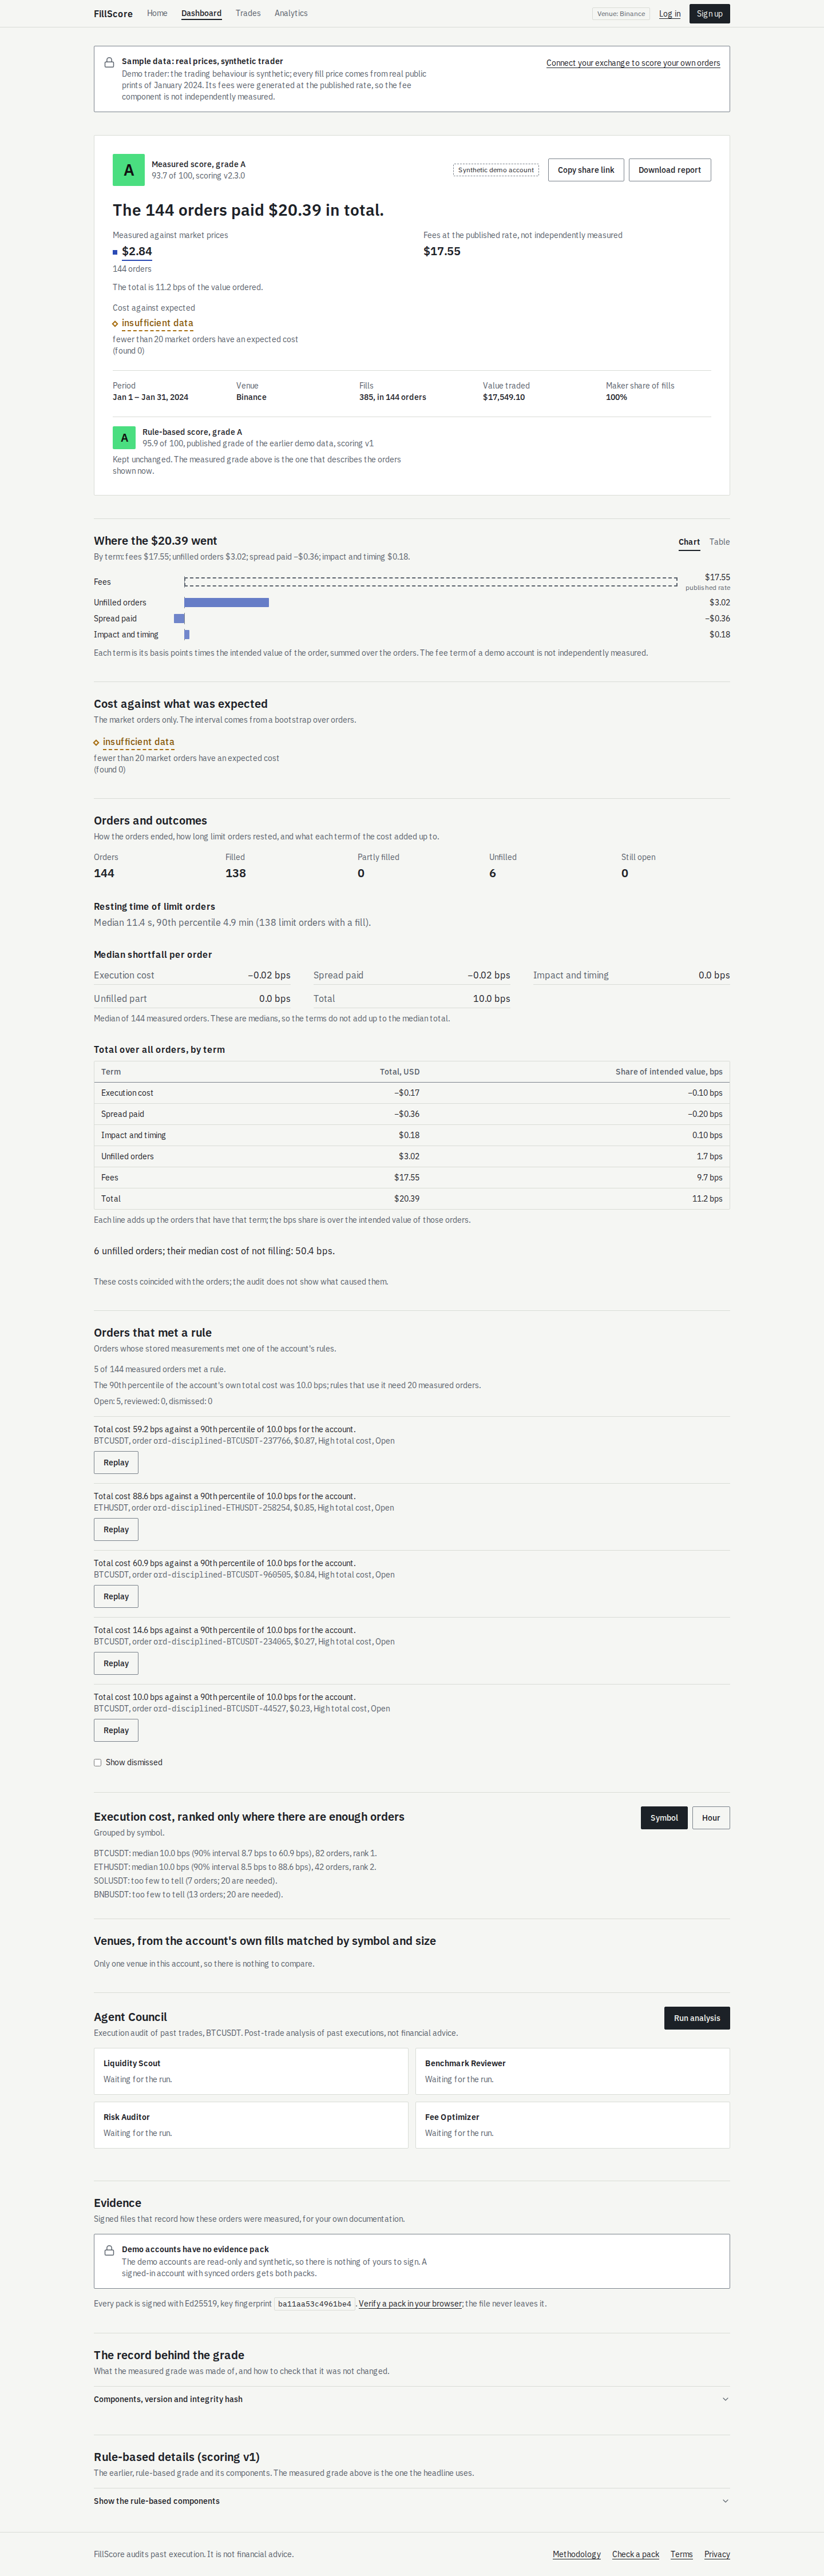 FillScore Home Dashboard Trades Analytics Venue: Binance Log in Sign up
Sample data: real prices, synthetic trader
Demo trader: the trading behaviour is synthetic; every fill price comes from real public
prints of January 2024. Its fees were generated at the published rate, so the fee
component is not independently measured.
Connect your exchange to score your own orders
A
Measured score, grade A
93.7 of 100, scoring v2.3.0
Synthetic demo account
Copy share link
Download report
The 144 orders paid $20.39 in total.
Measured against market prices
$2.84
144 orders
Fees at the published rate, not independently measured
$17.55
The total is 11.2 bps of the value ordered.
Cost against expected
insufficient data
fewer than 20 market orders have an expected cost
(found 0)
Period Venue Fills Value traded Maker share of fills
Jan 1 – Jan 31, 2024 Binance 385, in 144 orders $17,549.10 100%
A
Rule-based score, grade A
95.9 of 100, published grade of the earlier demo data, scoring v1
Kept unchanged. The measured grade above is the one that describes the orders
shown now.
Where the $20.39 went
Chart Table
By term: fees $17.55; unfilled orders $3.02; spread paid −$0.36; impact and timing $0.18.
Fees $17.55
published rate
Unfilled orders $3.02
Spread paid −$0.36
Impact and timing $0.18
Each term is its basis points times the intended value of the order, summed over the orders. The fee term of a demo account is not independently measured.
Cost against what was expected
The market orders only. The interval comes from a bootstrap over orders.
insufficient data
fewer than 20 market orders have an expected cost
(found 0)
Orders and outcomes
How the orders ended, how long limit orders rested, and what each term of the cost added up to.
Orders Filled Partly filled Unfilled Still open
144 138 0 6 0
Resting time of limit orders
Median 11.4 s, 90th percentile 4.9 min (138 limit orders with a fill).
Median shortfall per order
Execution cost −0.02 bps Spread paid −0.02 bps Impact and timing 0.0 bps
Unfilled part 0.0 bps Total 10.0 bps
Median of 144 measured orders. These are medians, so the terms do not add up to the median total.
Total over all orders, by term
Term Total, USD Share of intended value, bps
Execution cost −$0.17 −0.10 bps
Spread paid −$0.36 −0.20 bps
Impact and timing $0.18 0.10 bps
Unfilled orders $3.02 1.7 bps
Fees $17.55 9.7 bps
Total $20.39 11.2 bps
Each line adds up the orders that have that term; the bps share is over the intended value of those orders.
6 unfilled orders; their median cost of not filling: 50.4 bps.
These costs coincided with the orders; the audit does not show what caused them.
Orders that met a rule
Orders whose stored measurements met one of the account's rules.
5 of 144 measured orders met a rule.
The 90th percentile of the account's own total cost was 10.0 bps; rules that use it need 20 measured orders.
Open: 5, reviewed: 0, dismissed: 0
Total cost 59.2 bps against a 90th percentile of 10.0 bps for the account.
BTCUSDT, order ord-disciplined-BTCUSDT-237766, $0.87, High total cost, Open
Replay
Total cost 88.6 bps against a 90th percentile of 10.0 bps for the account.
ETHUSDT, order ord-disciplined-ETHUSDT-258254, $0.85, High total cost, Open
Replay
Total cost 60.9 bps against a 90th percentile of 10.0 bps for the account.
BTCUSDT, order ord-disciplined-BTCUSDT-960505, $0.84, High total cost, Open
Replay
Total cost 14.6 bps against a 90th percentile of 10.0 bps for the account.
BTCUSDT, order ord-disciplined-BTCUSDT-234065, $0.27, High total cost, Open
Replay
Total cost 10.0 bps against a 90th percentile of 10.0 bps for the account.
BTCUSDT, order ord-disciplined-BTCUSDT-44527, $0.23, High total cost, Open
Replay
Show dismissed
Execution cost, ranked only where there are enough orders
Symbol Hour
Grouped by symbol.
BTCUSDT: median 10.0 bps (90% interval 8.7 bps to 60.9 bps), 82 orders, rank 1.
ETHUSDT: median 10.0 bps (90% interval 8.5 bps to 88.6 bps), 42 orders, rank 2.
SOLUSDT: too few to tell (7 orders; 20 are needed).
BNBUSDT: too few to tell (13 orders; 20 are needed).
Venues, from the account's own fills matched by symbol and size
Only one venue in this account, so there is nothing to compare.
Agent Council
Run analysis
Execution audit of past trades, BTCUSDT. Post-trade analysis of past executions, not financial advice.
Liquidity Scout
Waiting for the run.
Benchmark Reviewer
Waiting for the run.
Risk Auditor
Waiting for the run.
Fee Optimizer
Waiting for the run.
Evidence
Signed files that record how these orders were measured, for your own documentation.
Demo accounts have no evidence pack
The demo accounts are read-only and synthetic, so there is nothing of yours to sign. A
signed-in account with synced orders gets both packs.
Every pack is signed with Ed25519, key fingerprint ba11aa53c4961be4. Verify a pack in your browser; the file never leaves it.
The record behind the grade
What the measured grade was made of, and how to check that it was not changed.
Components, version and integrity hash
Rule-based details (scoring v1)
The earlier, rule-based grade and its components. The measured grade above is the one the headline uses.
Show the rule-based components
FillScore audits past execution. It is not financial advice. Methodology Check a pack Terms Privacy